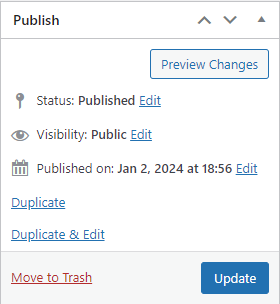 Publish
Preview Changes
Status: Published Edit
Visibility: Public Edit
Published on: Jan 2, 2024 at 18:56 Edit
Duplicate
Duplicate & Edit
Move to Trash
Update